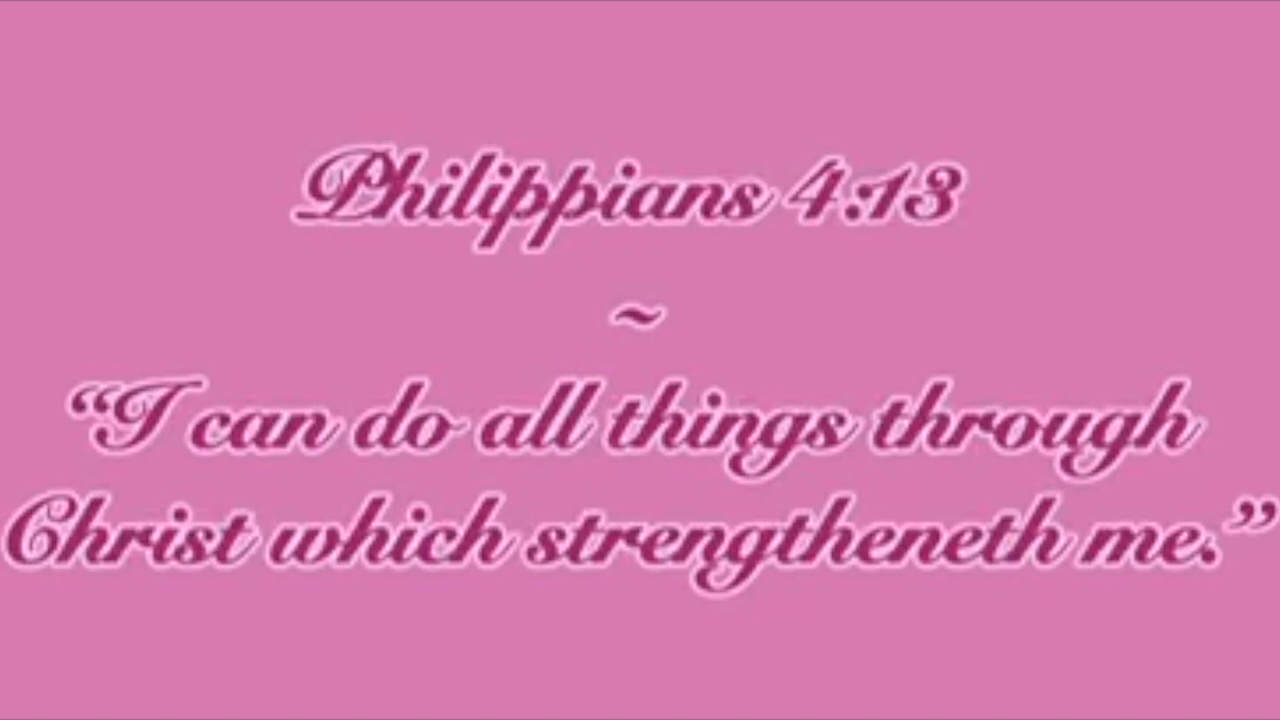 Philippians 4:13
~
“I can do all things through
Christ which strengtheneth me.”